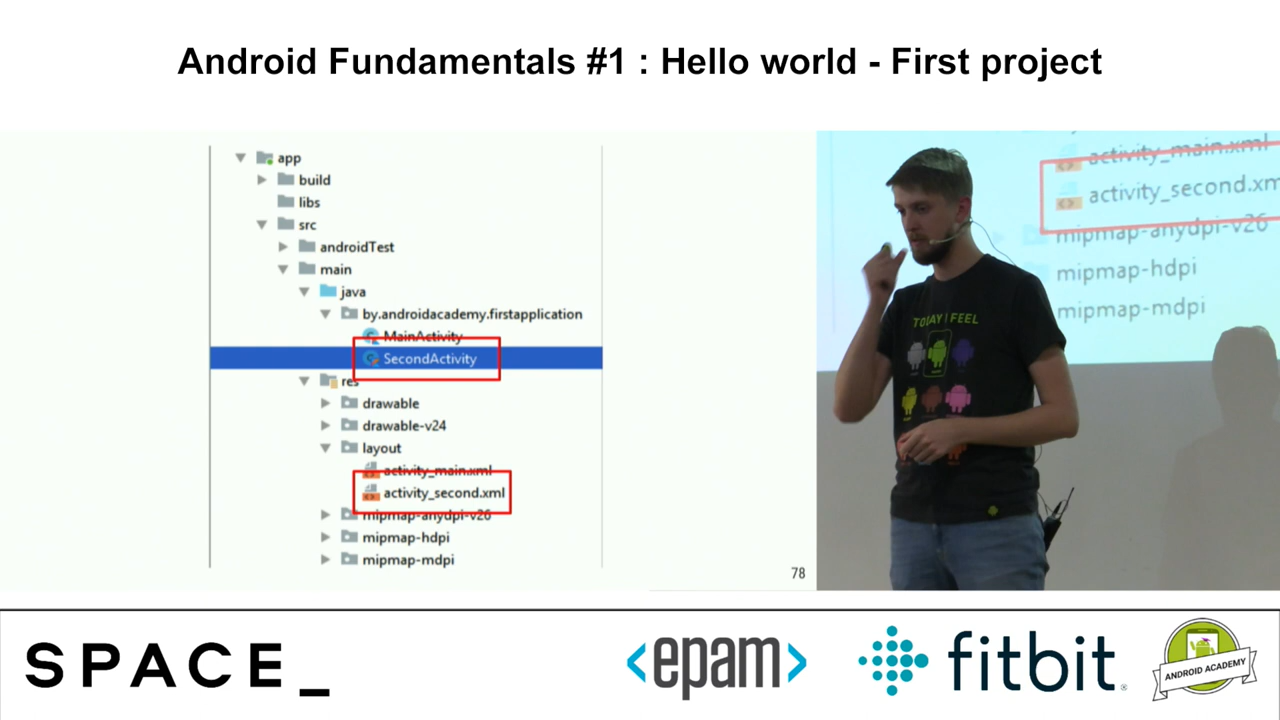 Android Fundamentals #1 : Hello world - First project
app
build
libs
src
androidTest
main
java
by.androidacademy.firstapplication
MainActivity
SecondActivity
res
drawable
drawable-v24
layout
activity_main.xml
activity_second.xml
mipmap-anydpi-v26
mipmap-hdpi
mipmap-mdpi
78
activity_main.xml
activity_second.xm
mipmap-anydpi-v26
mipmap-hdpi
mipmap-mdpi
TODAY I FEEL
SPACE_
<epam>
fitbit®
ANDROID ACADEMY